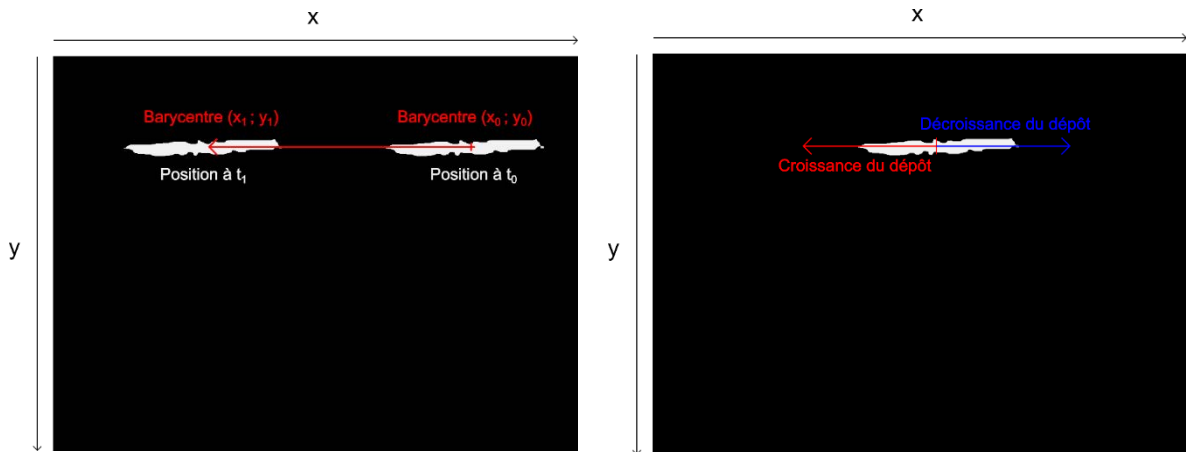 x
y
Barycentre (x₁ ; y₁)
Barycentre (x₀ ; y₀)
Position à t₁
Position à t₀
x
y
Décroissance du dépôt
Croissance du dépôt